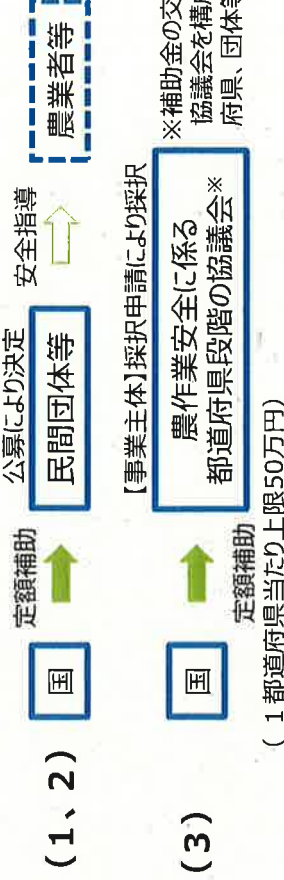 (1、2)
国
定額補助
公募により決定
民間団体等
安全指導
農業者等
(3)
国
定額補助
(1都道府県当たり上限50万円)
【事業主体】採択申請により採択
農作業安全に係る
都道府県段階の協議会※
※補助金の交
協議会を構成
府県、団体等